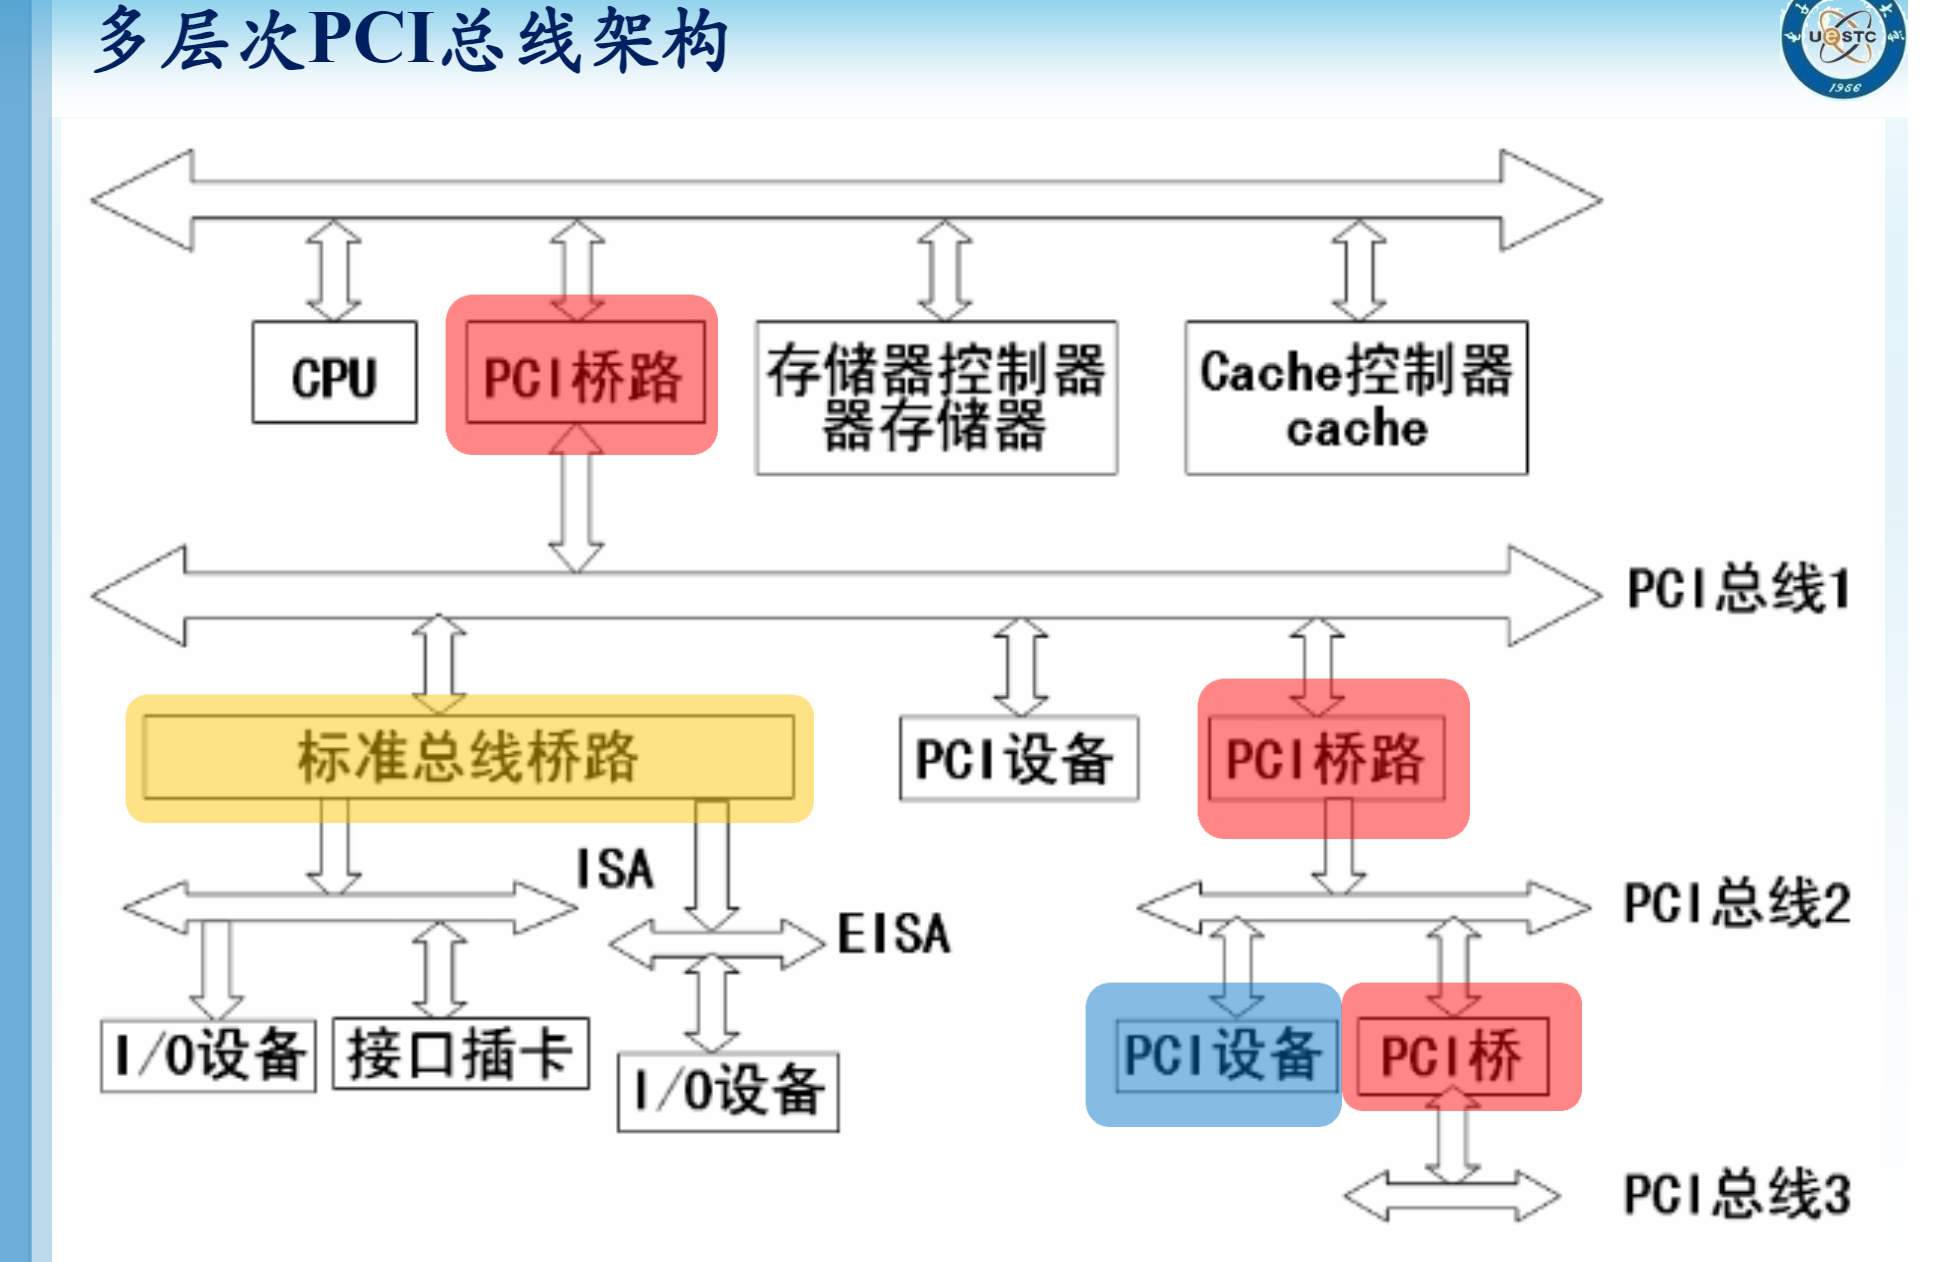 多层次PCI总线架构
UESTC
1956
CPU
PCI桥路
存储器控制器
器存储器
Cache控制器
cache
PCI总线1
标准总线桥路
PCI设备
PCI桥路
ISA
EISA
PCI总线2
I/O设备
接口插卡
I/O设备
PCI设备
PCI桥
PCI总线3